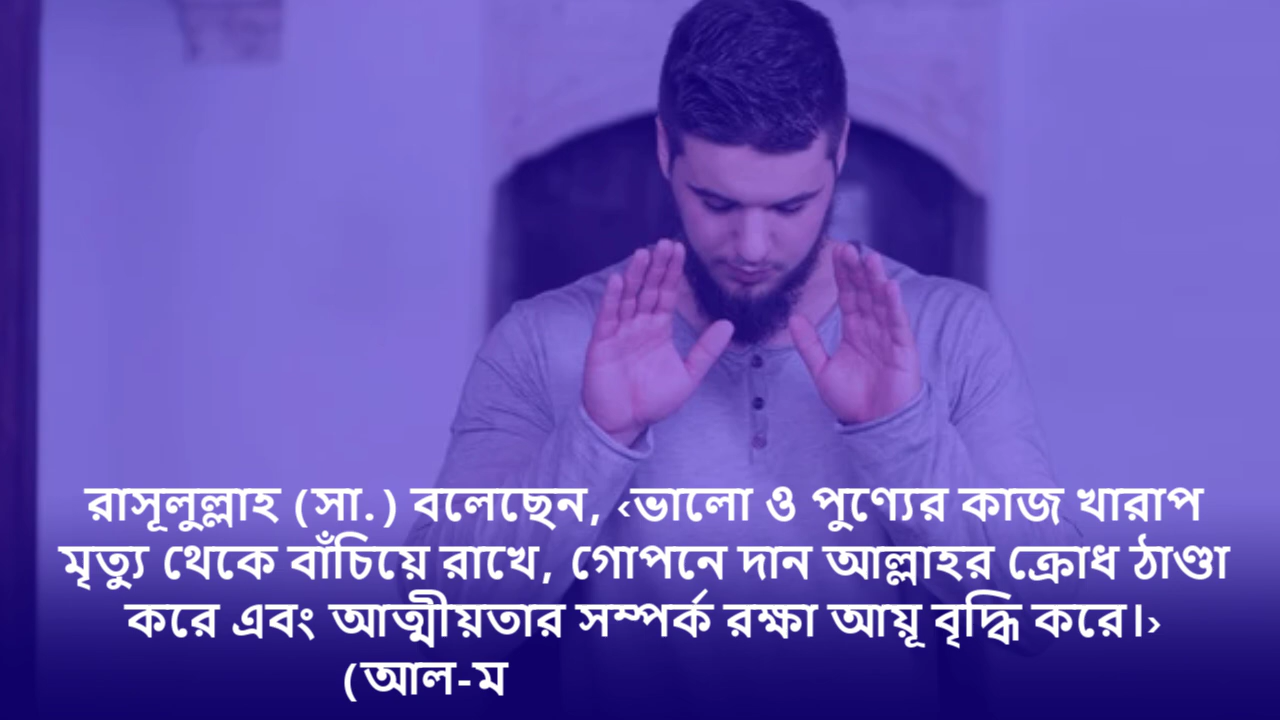 রাসূলুল্লাহ (সা.) বলেছেন, ‹ভালো ও পুণ্যের কাজ খারাপ
মৃত্যু থেকে বাঁচিয়ে রাখে, গোপনে দান আল্লাহর ক্রোধ ঠাণ্ডা
করে এবং আত্মীয়তার সম্পর্ক রক্ষা আয়ূ বৃদ্ধি করে।›
(আল-ম